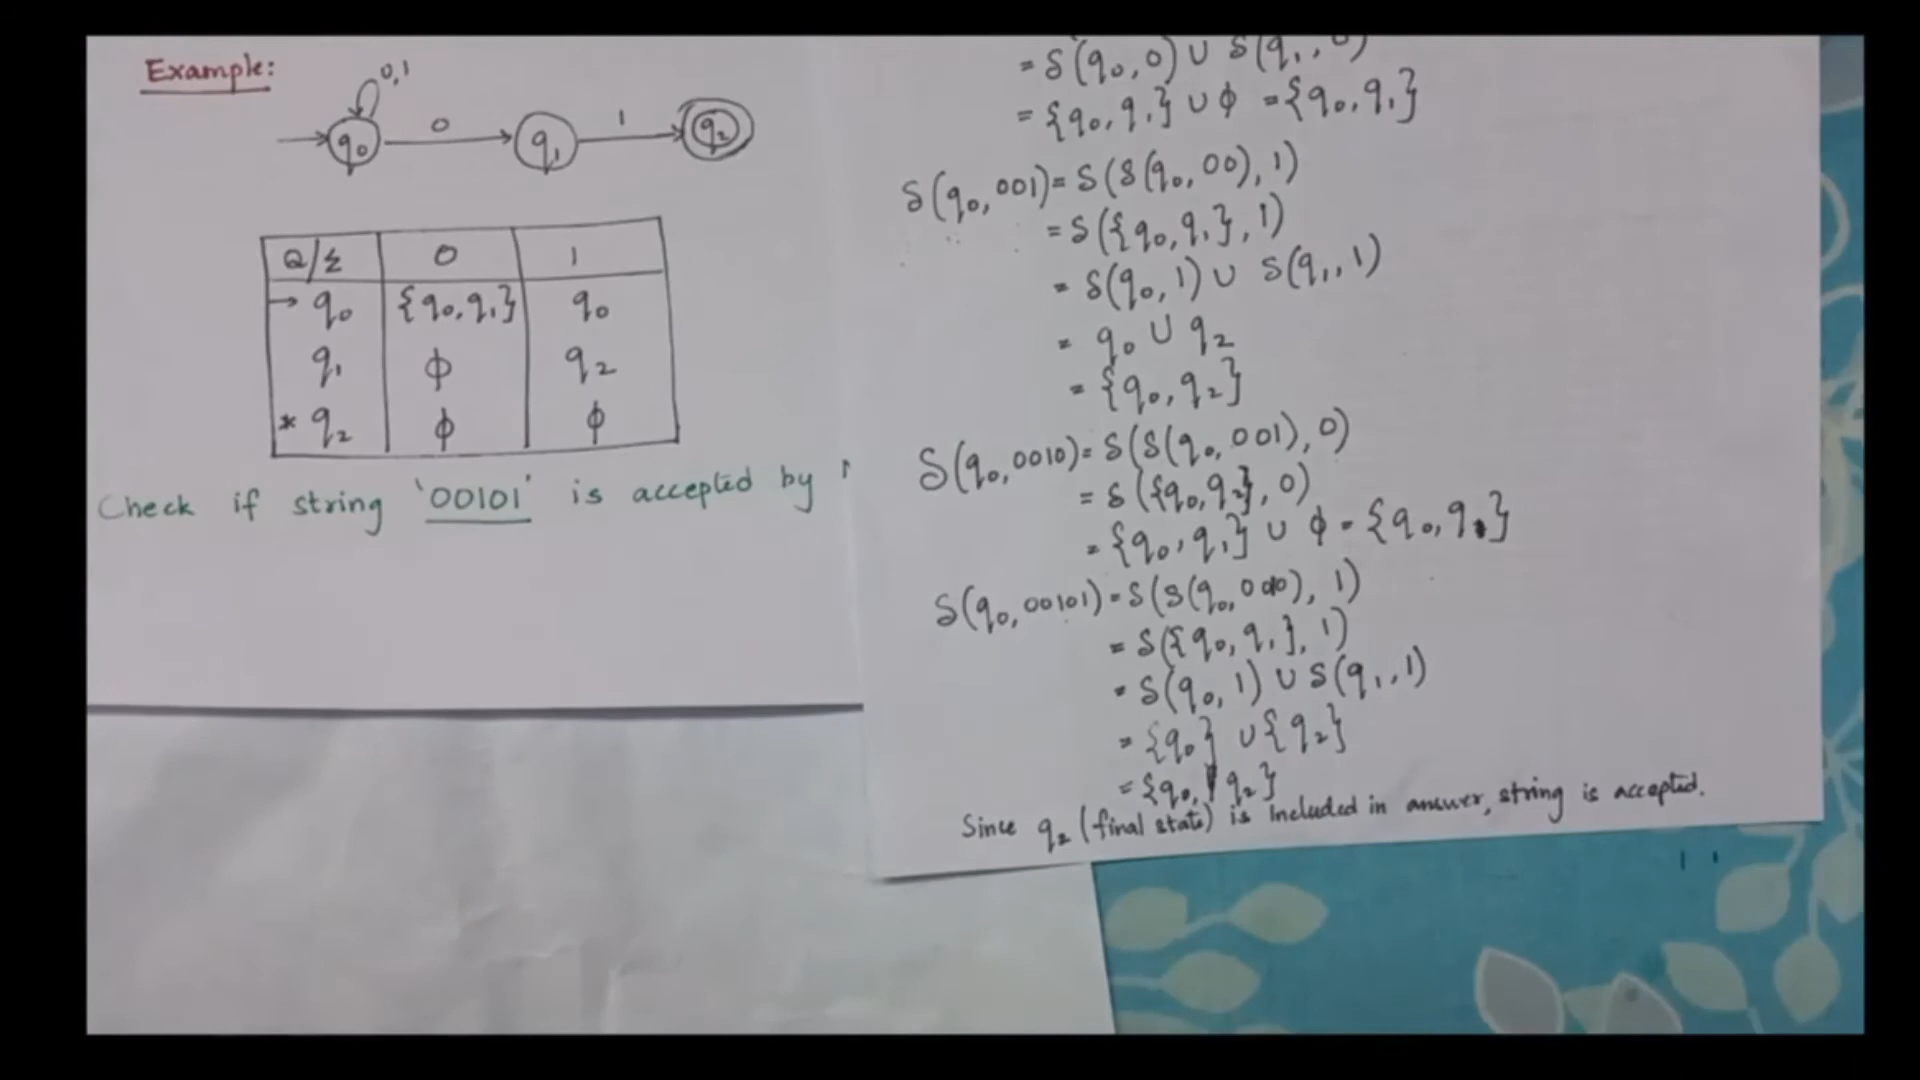 Example:
0,1
q₀ 0 q₁ 1 q₂
Q/Σ 0 1
→ q₀ {q₀,q₁} q₀
q₁ ϕ q₂
* q₂ ϕ ϕ
Check if string '00101' is accepted by
= δ(q₀,0) ∪ δ(q₁,0)
= {q₀,q₁} ∪ ϕ = {q₀,q₁}
δ(q₀,001) = δ(δ(q₀,00),1)
= δ({q₀,q₁},1)
= δ(q₀,1) ∪ δ(q₁,1)
= q₀ ∪ q₂
= {q₀,q₂}
δ(q₀,0010) = δ(δ(q₀,001),0)
= δ({q₀,q₂},0)
= {q₀,q₁} ∪ ϕ = {q₀,q₁}
δ(q₀,00101) = δ(δ(q₀,0010),1)
= δ({q₀,q₁},1)
= δ(q₀,1) ∪ δ(q₁,1)
= {q₀} ∪ {q₂}
= {q₀, q₂}
Since q₂ (final state) is included in answer, string is accepted.